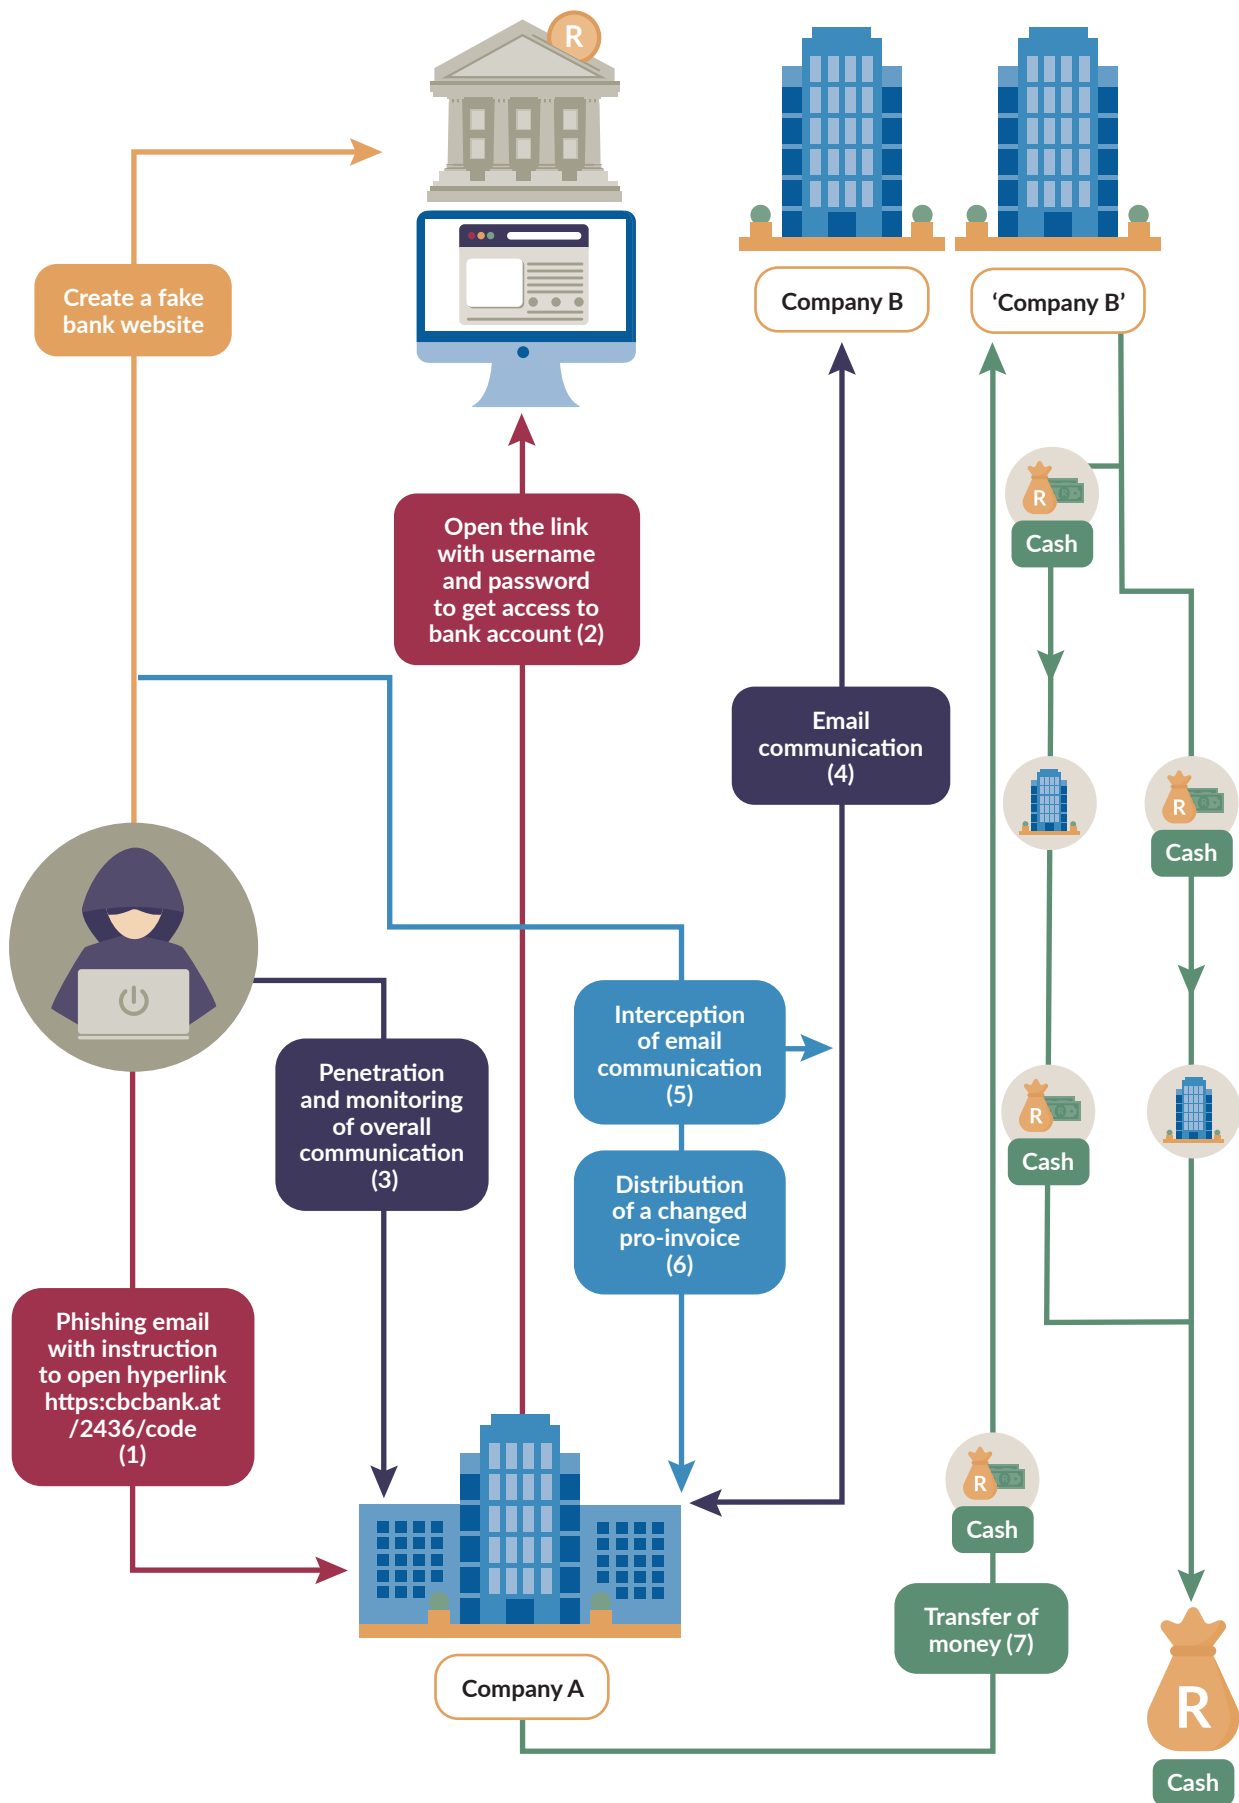 R
Company B
‘Company B’
Create a fake
bank website
R
Cash
Open the link
with username
and password
to get access to
bank account (2)
Email
communication
(4)
R
Cash
Interception
of email
communication
(5)
Penetration
and monitoring
of overall
communication
(3)
R
Cash
Distribution
of a changed
pro-invoice
(6)
Phishing email
with instruction
to open hyperlink
https:cbcbank.at
/2436/code
(1)
R
Cash
Transfer of
money (7)
Company A
R
Cash